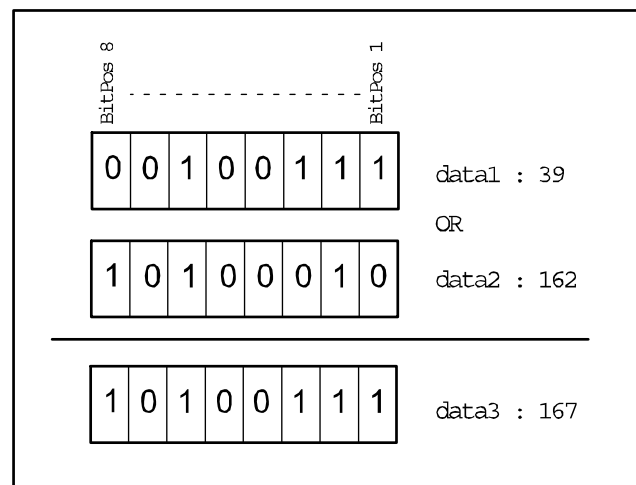 BitPos 8
BitPos 1
0 0 1 0 0 1 1 1 data1 : 39
OR
1 0 1 0 0 0 1 0 data2 : 162
1 0 1 0 0 1 1 1 data3 : 167